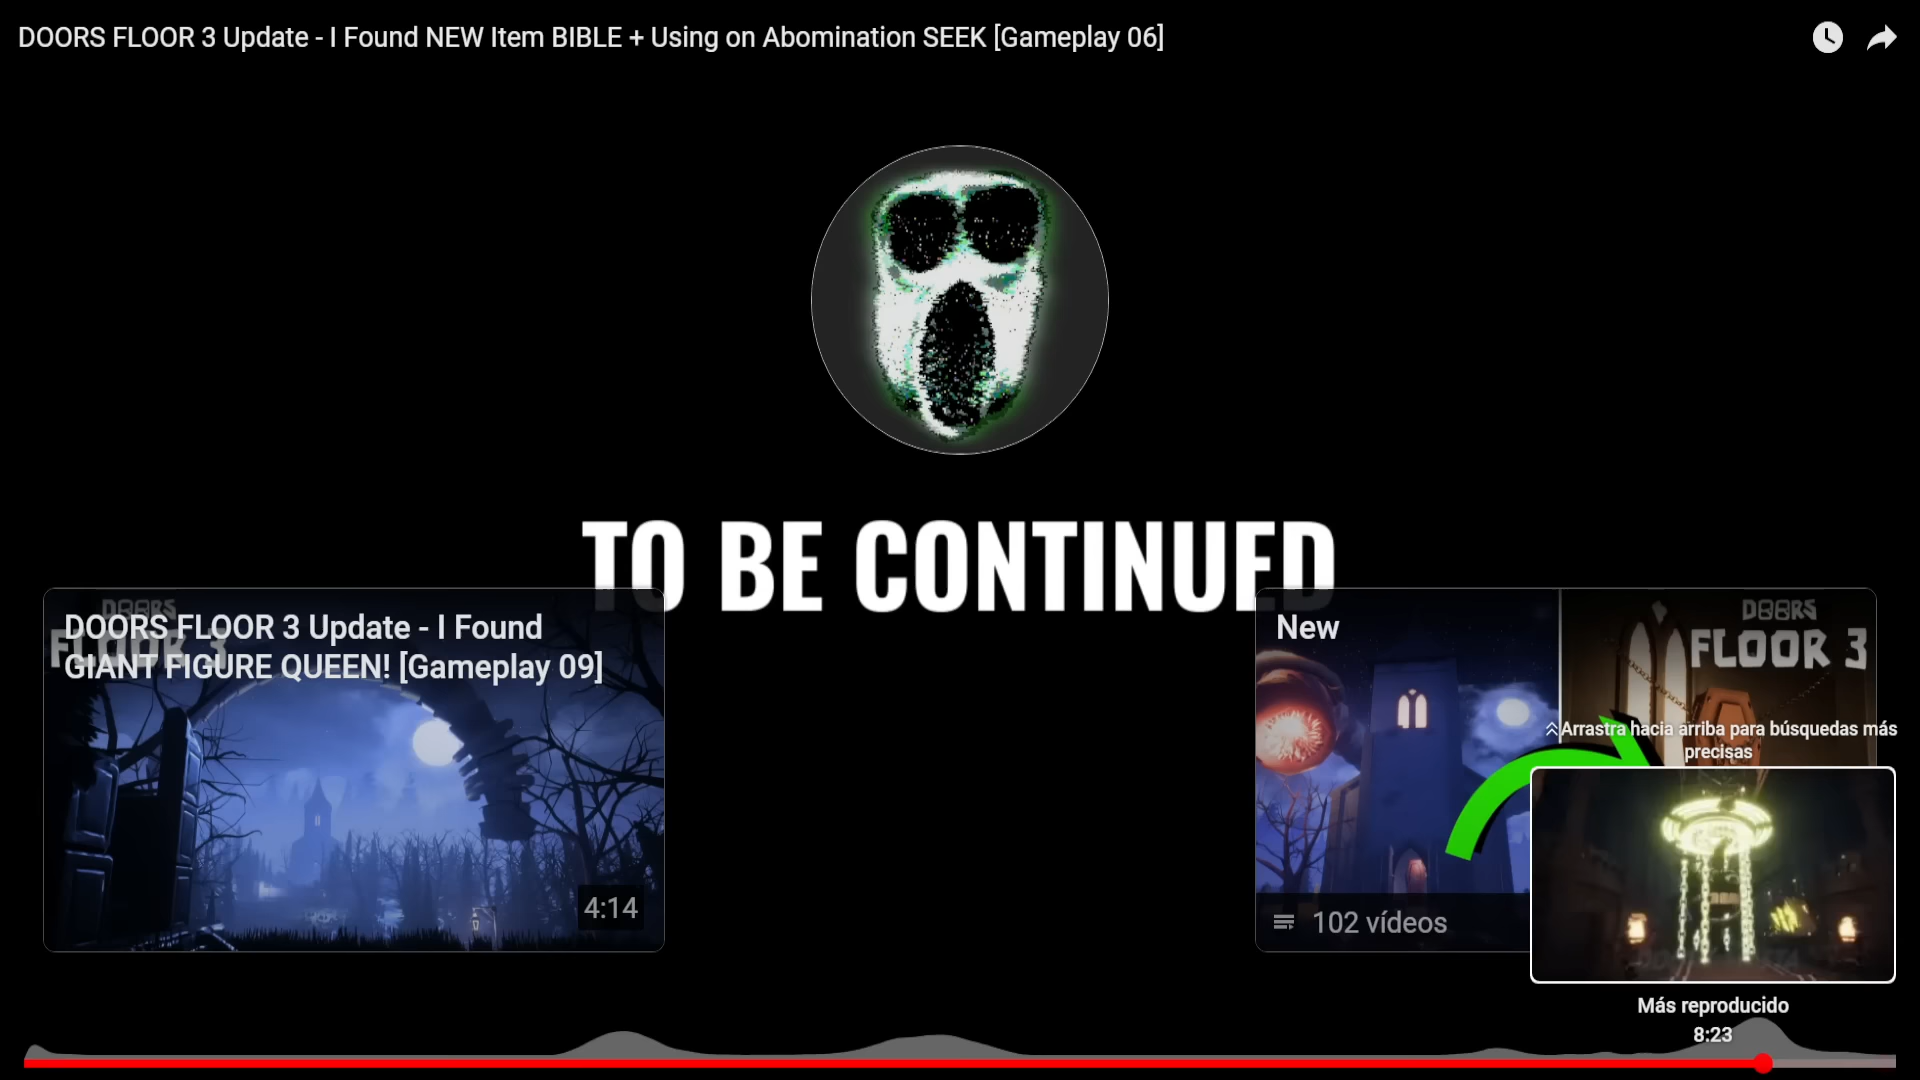 DOORS FLOOR 3 Update - I Found NEW Item BIBLE + Using on Abomination SEEK [Gameplay 06]
TO BE CONTINUED
DOORS
FLOOR 3
DOORS FLOOR 3 Update - I Found
GIANT FIGURE QUEEN! [Gameplay 09]
4:14
New
DOORS
FLOOR 3
102 vídeos
Arrastra hacia arriba para búsquedas más
precisas
Más reproducido
8:23